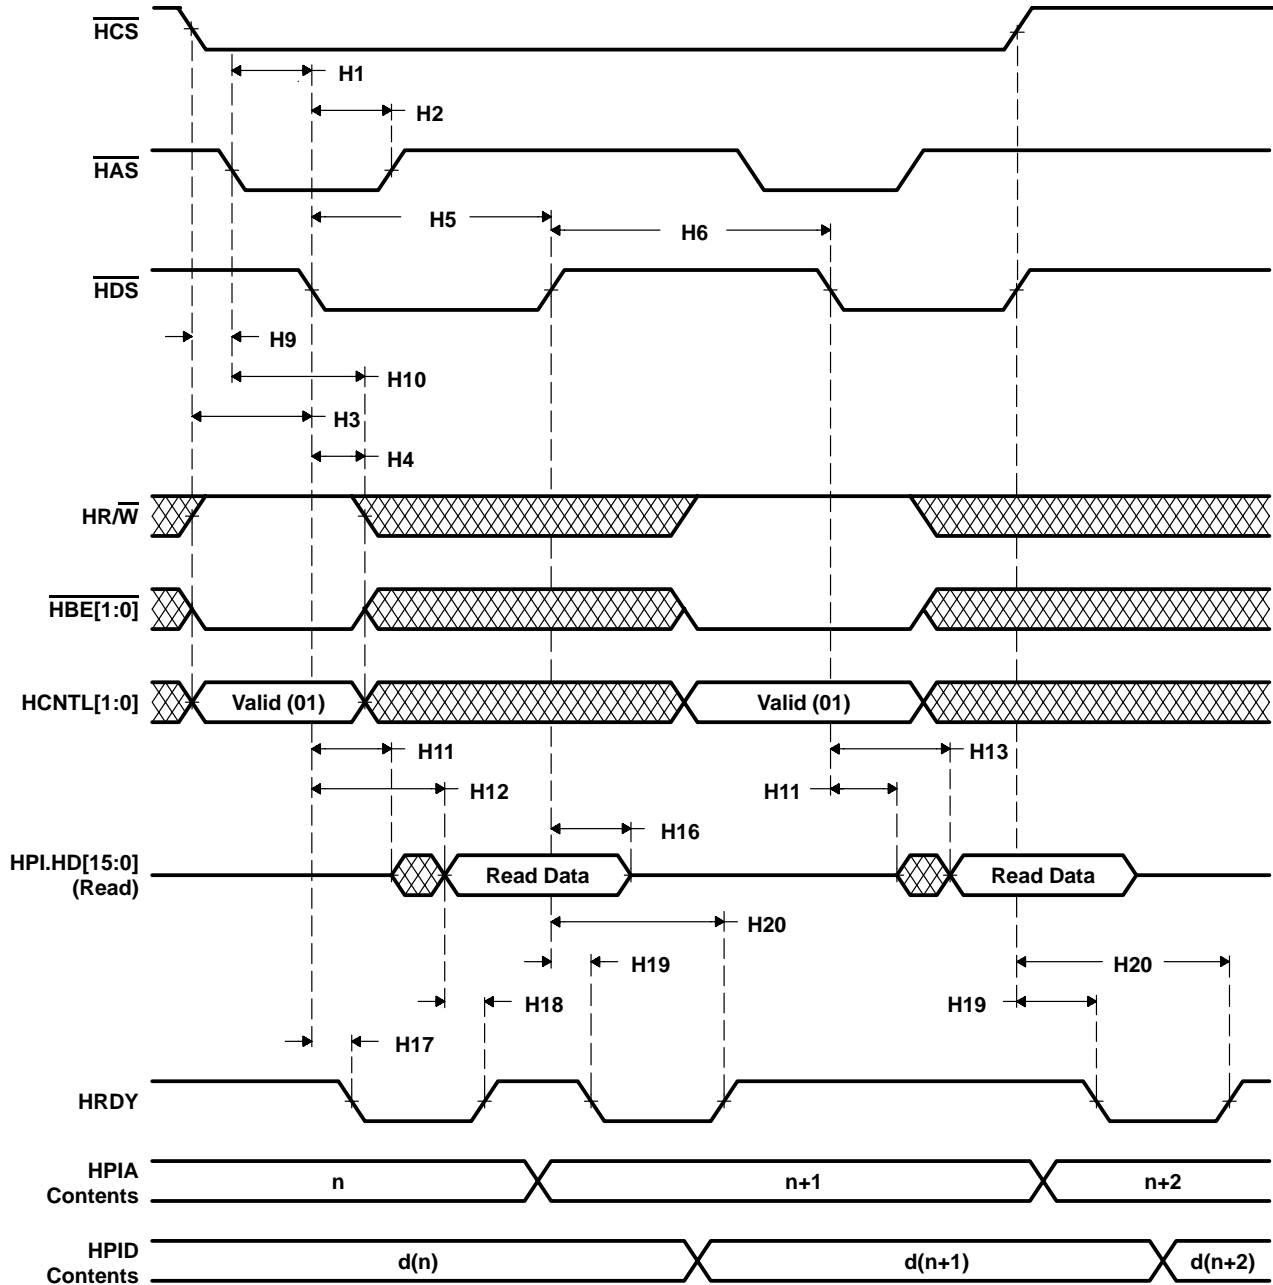 HCS
H1
H2
HAS
H5
H6
HDS
H9
H10
H3
H4
HR/W
HBE[1:0]
HCNTL[1:0]
Valid (01)
Valid (01)
H11
H13
H12
H11
H16
HPI.HD[15:0]
(Read)
Read Data
Read Data
H20
H19
H20
H18
H19
H17
HRDY
HPIA
Contents
n
n+1
n+2
HPID
Contents
d(n)
d(n+1)
d(n+2)